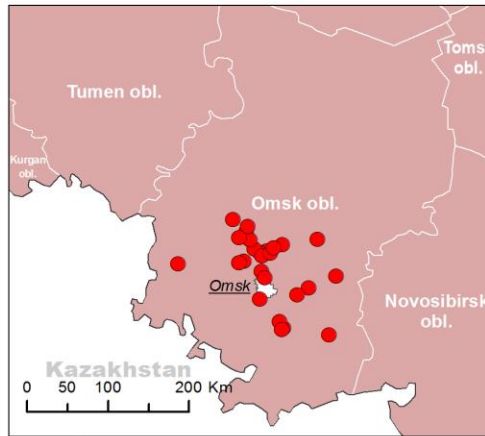 Toms
obl.
Tumen obl.
Kurgan
obl.
Omsk obl.
Omsk
Novosibirsk
obl.
Kazakhstan
0 50 100 200 Km